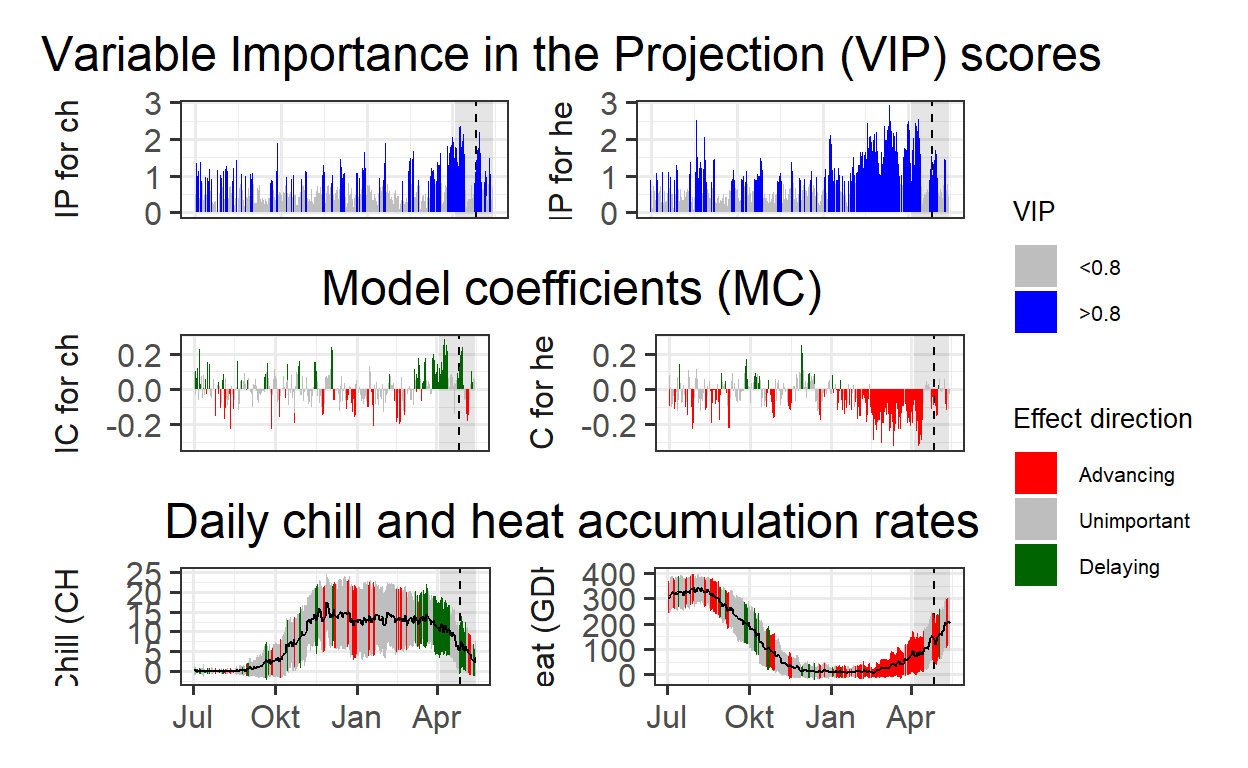 Variable Importance in the Projection (VIP) scores
IP for ch
3
2
1
0
IP for he
3
2
1
0
VIP
<0.8
>0.8
Model coefficients (MC)
IC for ch
0.2
0.0
-0.2
C for he
0.2
0.0
-0.2
Effect direction
Advancing
Unimportant
Delaying
Daily chill and heat accumulation rates
Chill (CH
25
20
15
10
5
0
Jul Okt Jan Apr
eat (GDH
400
300
200
100
0
Jul Okt Jan Apr